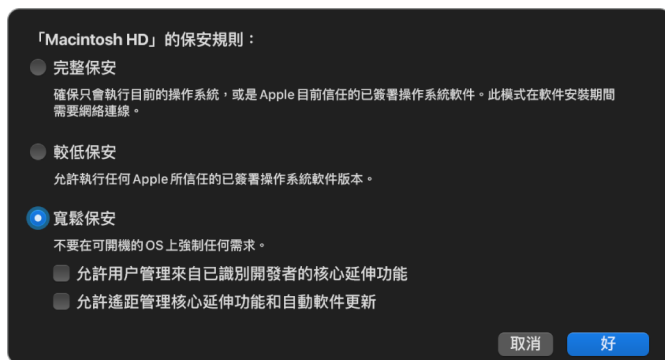 「Macintosh HD」的保安規則：
完整保安
確保只會執行目前的操作系統，或是 Apple 目前信任的已簽署操作系統軟件。此模式在軟件安裝期間
需要網絡連線。
較低保安
允許執行任何 Apple 所信任的已簽署操作系統軟件版本。
寬鬆保安
不要在可開機的 OS 上強制任何需求。
允許用户管理來自已識別開發者的核心延伸功能
允許遙距管理核心延伸功能和自動軟件更新
取消
好